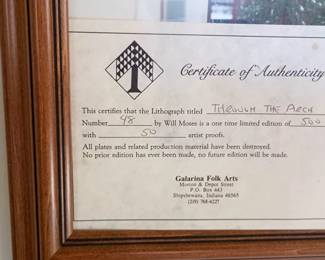 Certificate of Authenticity
This certifies that the Lithograph titled THROUGH THE ARCH
Number 48 by Will Moses is a one time limited edition of 500
with 50 artist proofs.
All plates and related production material have been destroyed.
No prior edition has ever been made, no future edition will be made.
Galarina Folk Arts
Morton & Depot Street
P.O. Box 443
Shipshewana, Indiana 46565
(219) 768-4227